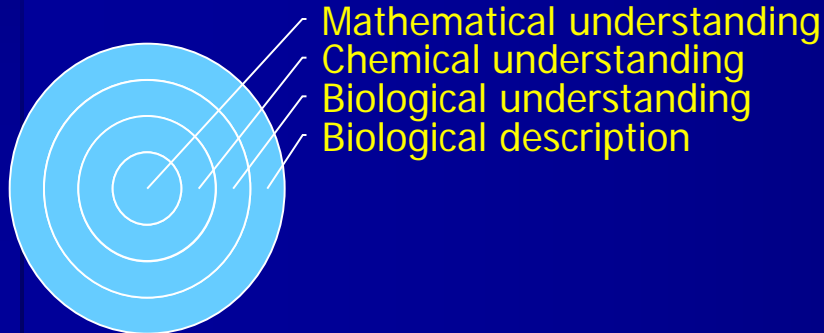 Mathematical understanding
Chemical understanding
Biological understanding
Biological description